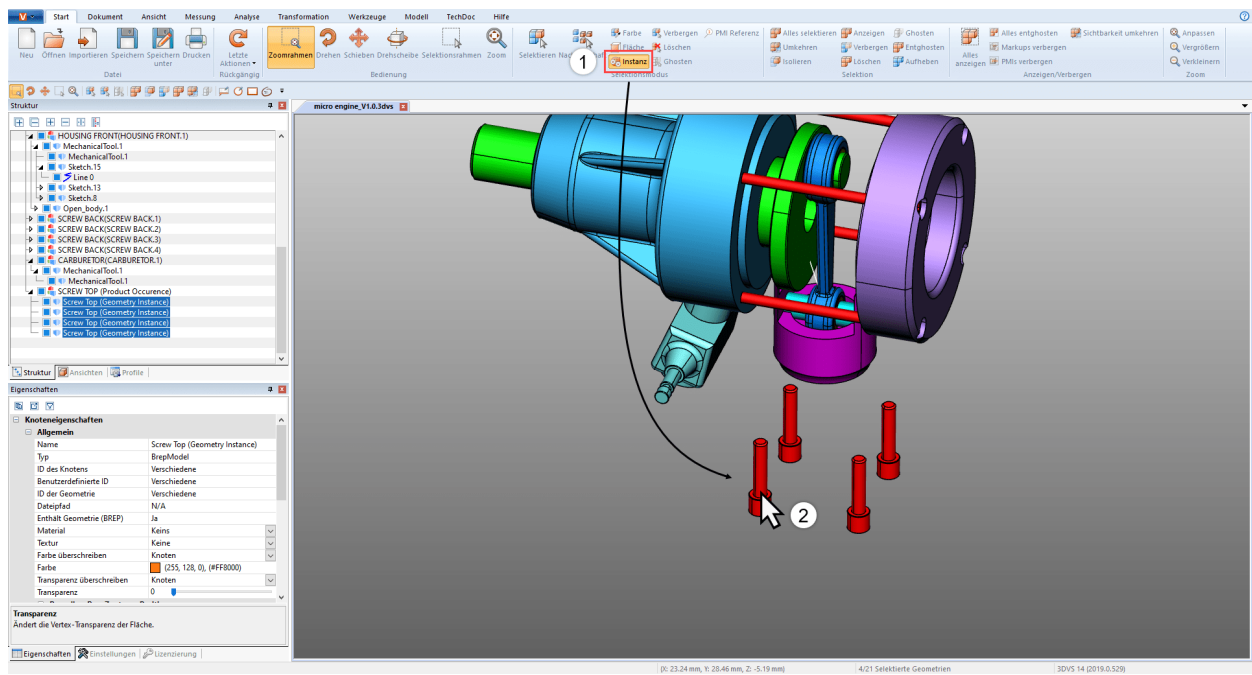 Start Dokument Ansicht Messung Analyse Transformation Werkzeuge Modell TechDoc Hilfe
Neu Öffnen Importieren Speichern Speichern unter Drucken
Datei
Letzte Aktionen
Rückgängig
Zoomrahmen Drehen Schieben Drehscheibe Selektionsrahmen Zoom
Bedienung
Selektieren
1
Farbe Verbergen PMI Referenz
Fläche Löschen
Instanz Ghosten
Selektionsmodus
Alles selektieren Anzeigen Ghosten
Umkehren Verbergen Entghosten
Isolieren Löschen Aufheben
Selektion
Alles anzeigen
Alles entghosten Sichtbarkeit umkehren
Markups verbergen
PMIs verbergen
Anzeigen/Verbergen
Anpassen
Vergrößern
Verkleinern
Zoom
Struktur
micro engine_V1.0.3dvs
HOUSING FRONT(HOUSING FRONT.1)
MechanicalTool.1
MechanicalTool.1
Sketch.15
Line 0
Sketch.13
Sketch.8
Open_body.1
SCREW BACK(SCREW BACK.1)
SCREW BACK(SCREW BACK.2)
SCREW BACK(SCREW BACK.3)
SCREW BACK(SCREW BACK.4)
CARBURETOR(CARBURETOR.1)
MechanicalTool.1
MechanicalTool.1
SCREW TOP (Product Occurence)
Screw Top (Geometry Instance)
Screw Top (Geometry Instance)
Screw Top (Geometry Instance)
Screw Top (Geometry Instance)
Struktur Ansichten Profile
Eigenschaften
Knoteneigenschaften
Allgemein
Name Screw Top (Geometry Instance)
Typ BrepModel
ID des Knotens Verschiedene
Benutzerdefinierte ID Verschiedene
ID der Geometrie Verschiedene
Dateipfad N/A
Enthält Geometrie (BREP) Ja
Material Keins
Textur Keine
Farbe überschreiben Knoten
Farbe (255, 128, 0), (#FF8000)
Transparenz überschreiben Knoten
Transparenz 0
2
Transparenz
Ändert die Vertex-Transparenz der Fläche.
Eigenschaften Einstellungen Lizenzierung
(X: 23.24 mm, Y: 28.46 mm, Z: -5.19 mm) 4/21 Selektierte Geometrien 3DVS 14 (2019.0.529)